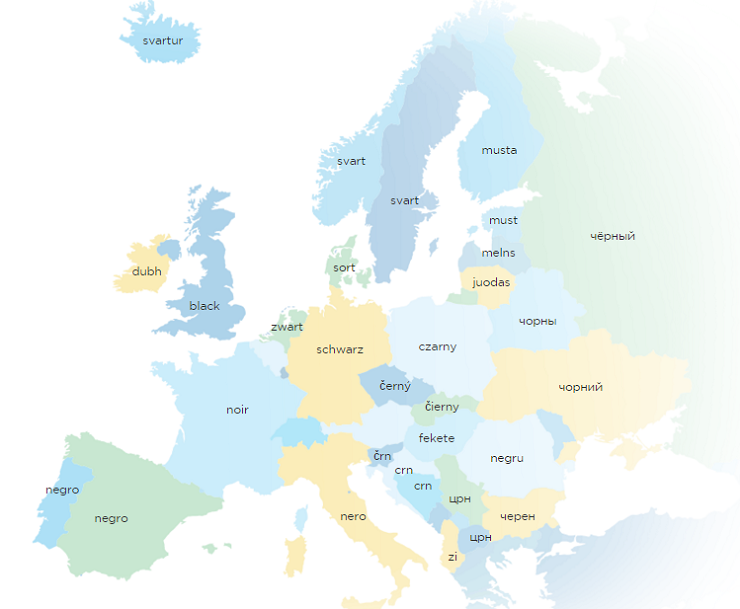 svartur
musta
svart
svart
must
чёрный
melns
sort
dubh
juodas
black
чорны
zwart
czarny
schwarz
černý
чорний
čierny
noir
fekete
črn
negru
crn
crn
negro
црн
nero
черен
negro
црн
zi